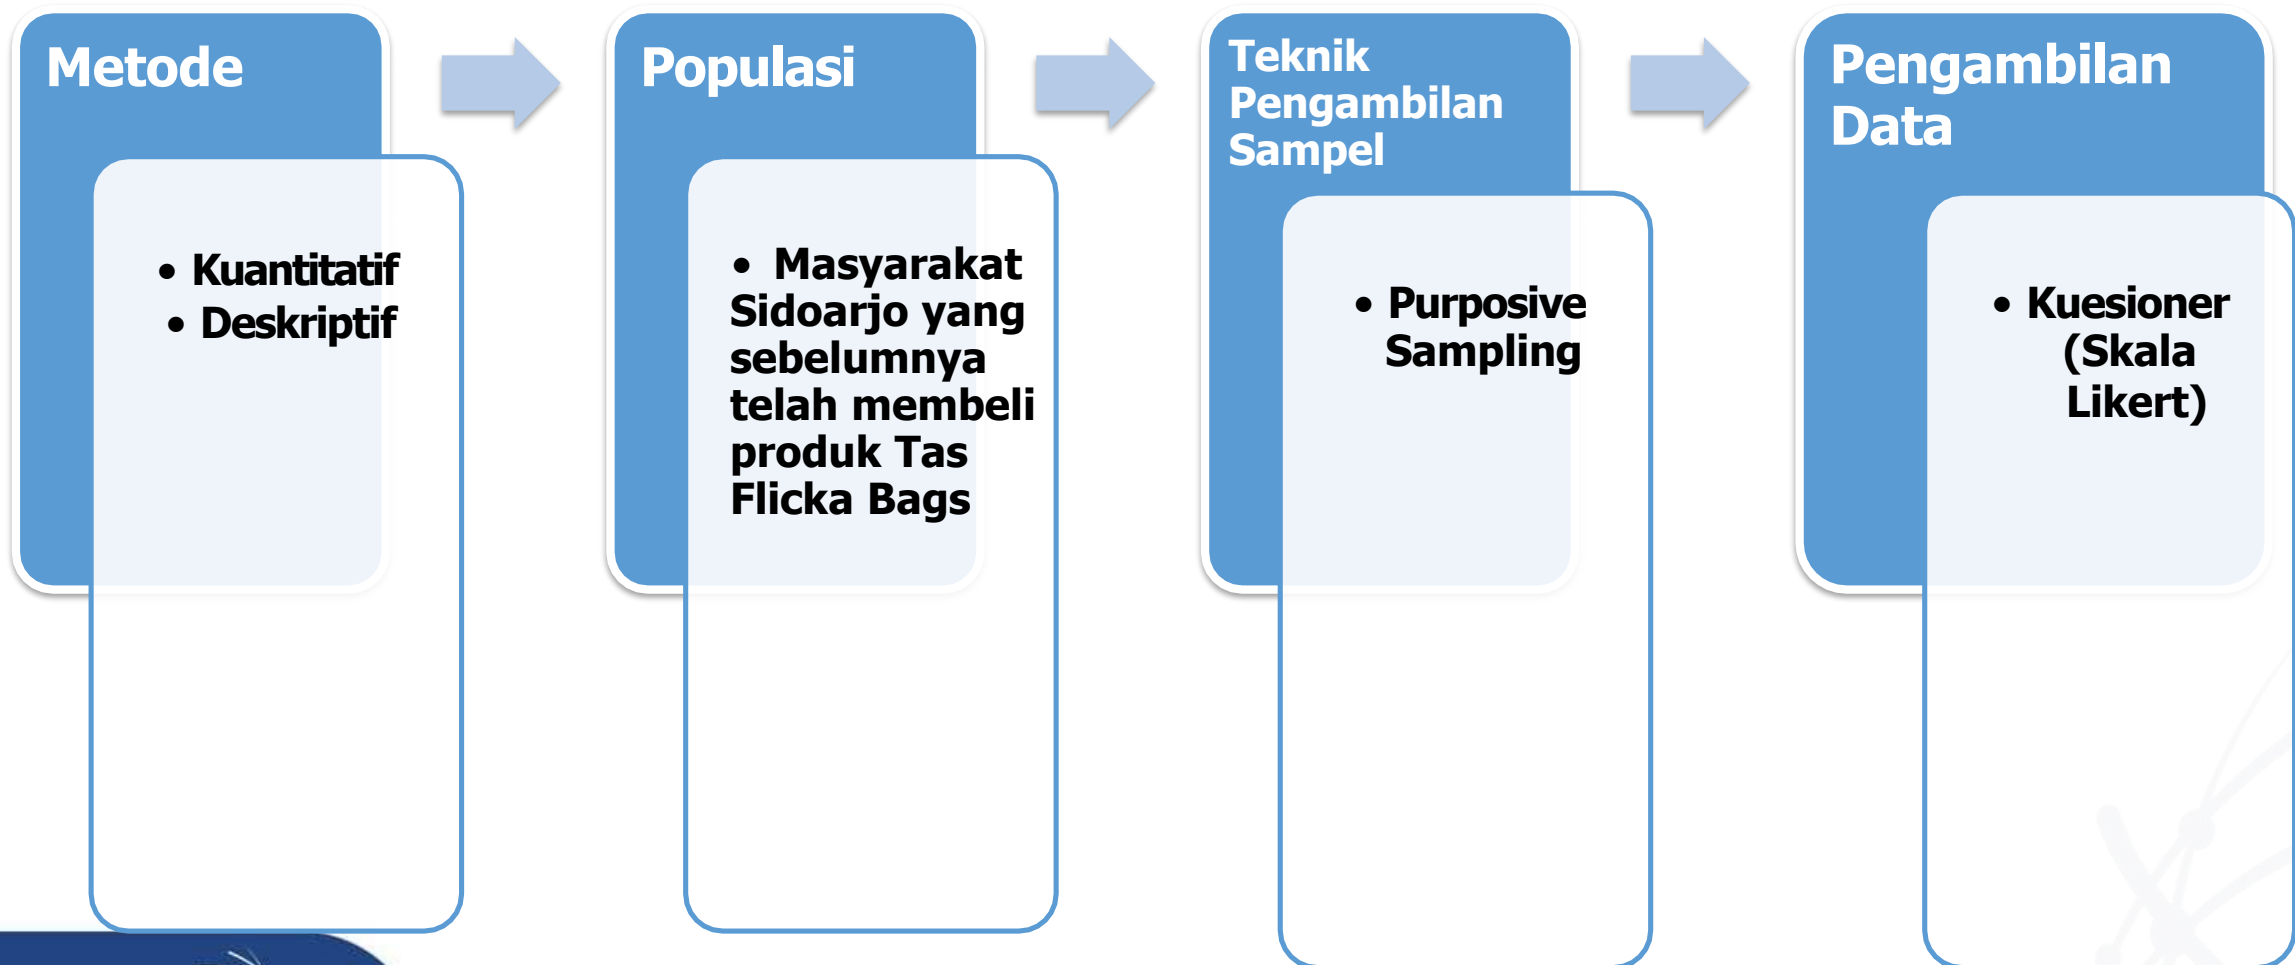 Metode
• Kuantitatif
• Deskriptif
Populasi
• Masyarakat
Sidoarjo yang
sebelumnya
telah membeli
produk Tas
Flicka Bags
Teknik
Pengambilan
Sampel
• Purposive
Sampling
Pengambilan
Data
• Kuesioner
(Skala
Likert)